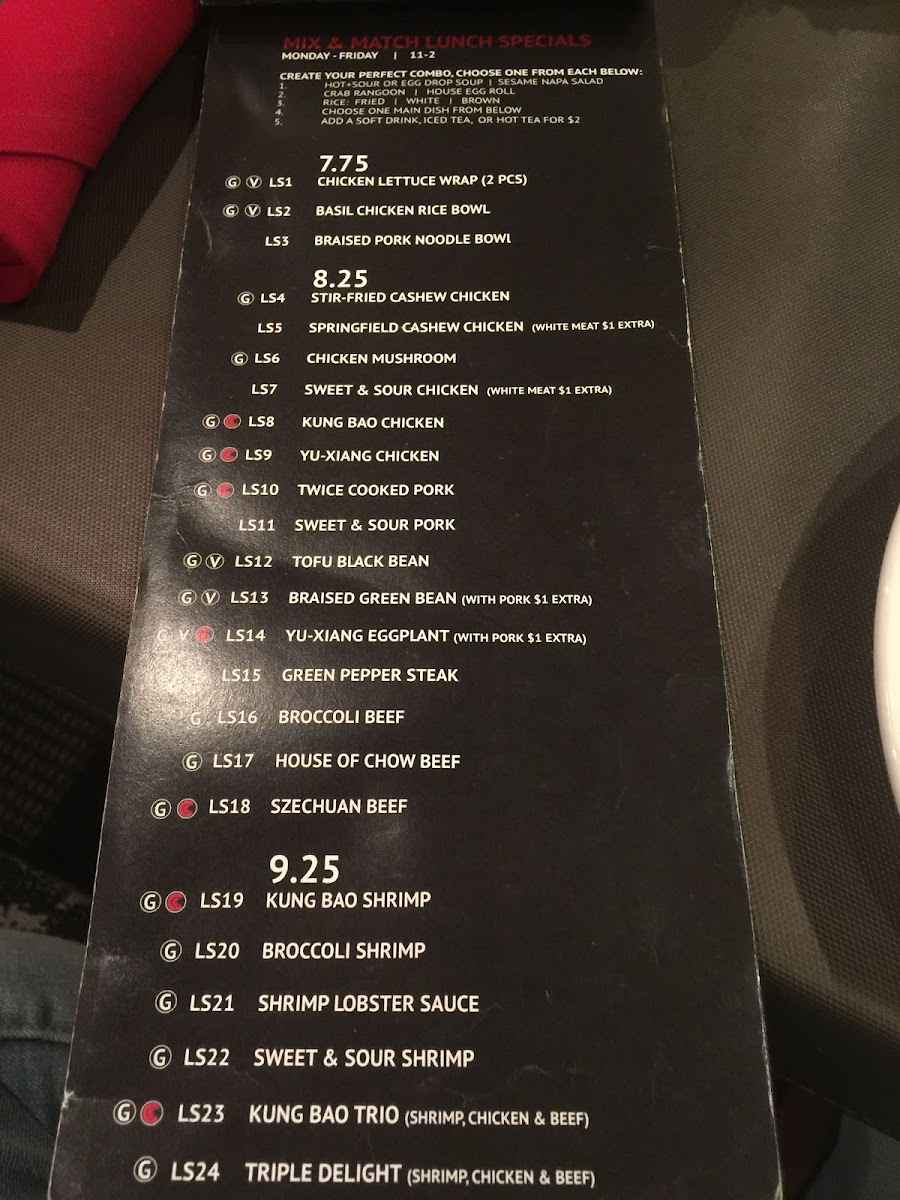 MIX & MATCH LUNCH SPECIALS
MONDAY - FRIDAY | 11-2
CREATE YOUR PERFECT COMBO, CHOOSE ONE FROM EACH BELOW:
1. HOT+SOUR OR EGG DROP SOUP | SESAME NAPA SALAD
2. CRAB RANGOON | HOUSE EGG ROLL
3. RICE: FRIED | WHITE | BROWN
4. CHOOSE ONE MAIN DISH FROM BELOW
5. ADD A SOFT DRINK, ICED TEA, OR HOT TEA FOR $2
7.75
G V LS1 CHICKEN LETTUCE WRAP (2 PCS)
G V LS2 BASIL CHICKEN RICE BOWL
LS3 BRAISED PORK NOODLE BOWl
8.25
G LS4 STIR-FRIED CASHEW CHICKEN
LS5 SPRINGFIELD CASHEW CHICKEN (WHITE MEAT $1 EXTRA)
G LS6 CHICKEN MUSHROOM
LS7 SWEET & SOUR CHICKEN (WHITE MEAT $1 EXTRA)
G LS8 KUNG BAO CHICKEN
G LS9 YU-XIANG CHICKEN
G LS10 TWICE COOKED PORK
LS11 SWEET & SOUR PORK
G V LS12 TOFU BLACK BEAN
G V LS13 BRAISED GREEN BEAN (WITH PORK $1 EXTRA)
G V LS14 YU-XIANG EGGPLANT (WITH PORK $1 EXTRA)
LS15 GREEN PEPPER STEAK
G LS16 BROCCOLI BEEF
G LS17 HOUSE OF CHOW BEEF
G LS18 SZECHUAN BEEF
9.25
G LS19 KUNG BAO SHRIMP
G LS20 BROCCOLI SHRIMP
G LS21 SHRIMP LOBSTER SAUCE
G LS22 SWEET & SOUR SHRIMP
G LS23 KUNG BAO TRIO (SHRIMP, CHICKEN & BEEF)
G LS24 TRIPLE DELIGHT (SHRIMP, CHICKEN & BEEF)